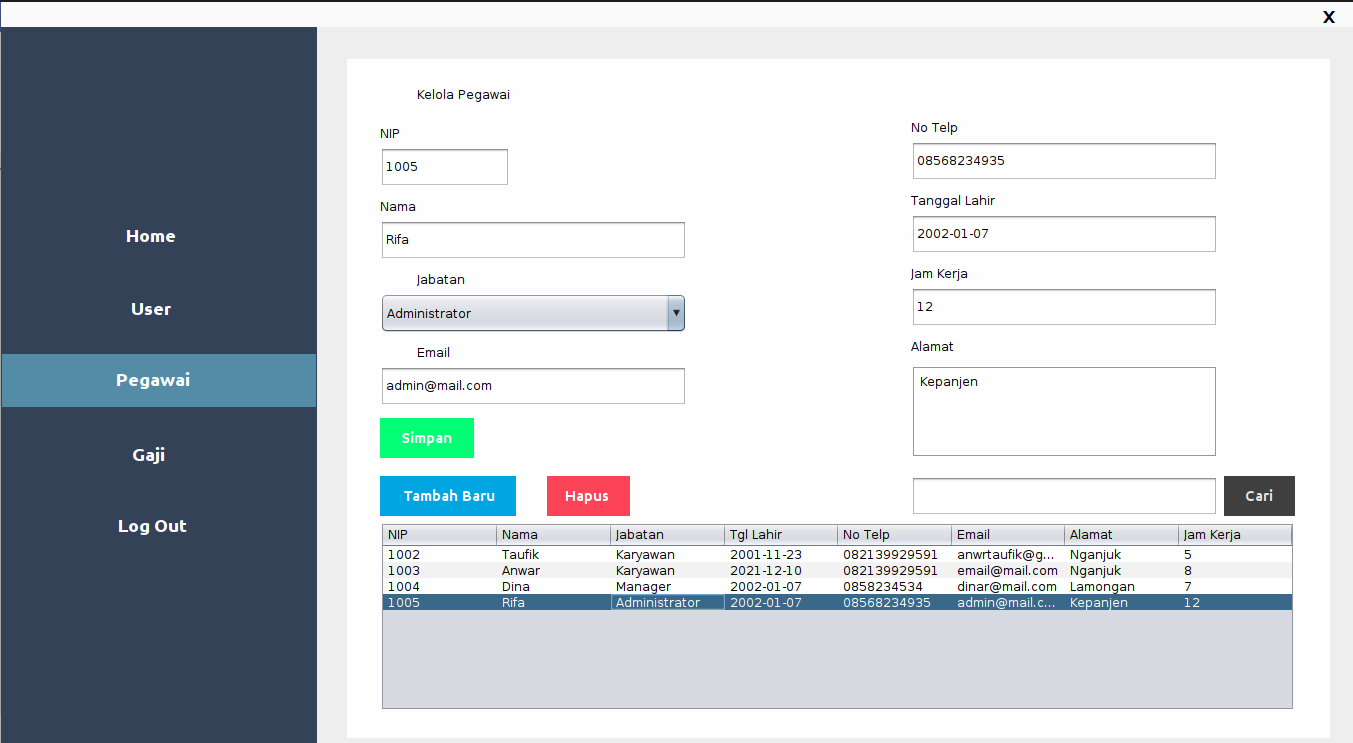 X
Home
User
Pegawai
Gaji
Log Out
Kelola Pegawai
NIP
1005
Nama
Rifa
Jabatan
Administrator
Email
admin@mail.com
No Telp
08568234935
Tanggal Lahir
2002-01-07
Jam Kerja
12
Alamat
Kepanjen
Simpan
Tambah Baru Hapus Cari
NIP Nama Jabatan Tgl Lahir No Telp Email Alamat Jam Kerja
1002 Taufik Karyawan 2001-11-23 082139929591 anwrtaufik@g... Nganjuk 5
1003 Anwar Karyawan 2021-12-10 082139929591 email@mail.com Nganjuk 8
1004 Dina Manager 2002-01-07 0858234534 dinar@mail.com Lamongan 7
1005 Rifa Administrator 2002-01-07 08568234935 admin@mail.c... Kepanjen 12